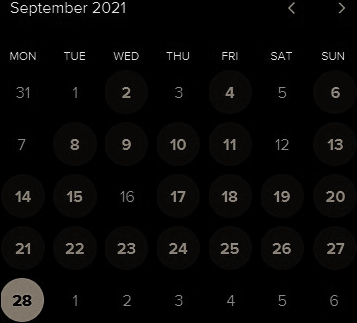 September 2021
MON TUE WED THU FRI SAT SUN
31 1 2 3 4 5 6
7 8 9 10 11 12 13
14 15 16 17 18 19 20
21 22 23 24 25 26 27
28 1 2 3 4 5 6